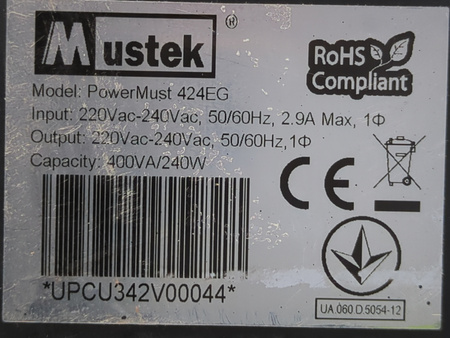 Mustek
RoHS
Compliant
Model: PowerMust 424EG
Input: 220Vac-240Vac, 50/60Hz, 2.9A Max, 1Φ
Output: 220Vac-240Vac, 50/60Hz,1Φ
Capacity: 400VA/240W
CE
*UPCU342V00044*
UA.060 D.5054-12